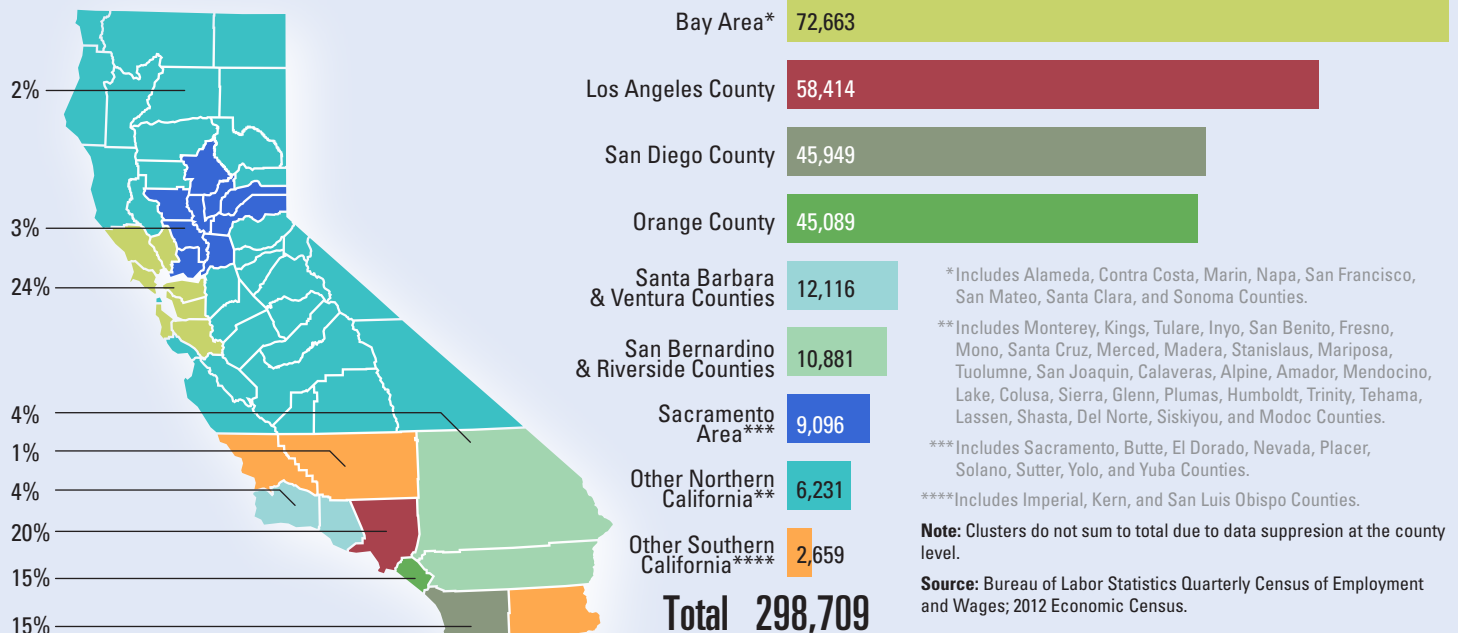 2%
3%
24%
4%
1%
4%
20%
15%
15%
Bay Area* 72,663
Los Angeles County 58,414
San Diego County 45,949
Orange County 45,089
Santa Barbara
& Ventura Counties 12,116
San Bernardino
& Riverside Counties 10,881
Sacramento
Area*** 9,096
Other Northern
California** 6,231
Other Southern
California**** 2,659
Total 298,709
*Includes Alameda, Contra Costa, Marin, Napa, San Francisco,
San Mateo, Santa Clara, and Sonoma Counties.
**Includes Monterey, Kings, Tulare, Inyo, San Benito, Fresno,
Mono, Santa Cruz, Merced, Madera, Stanislaus, Mariposa,
Tuolumne, San Joaquin, Calaveras, Alpine, Amador, Mendocino,
Lake, Colusa, Sierra, Glenn, Plumas, Humboldt, Trinity, Tehama,
Lassen, Shasta, Del Norte, Siskiyou, and Modoc Counties.
***Includes Sacramento, Butte, El Dorado, Nevada, Placer,
Solano, Sutter, Yolo, and Yuba Counties.
****Includes Imperial, Kern, and San Luis Obispo Counties.
Note: Clusters do not sum to total due to data suppresion at the county
level.
Source: Bureau of Labor Statistics Quarterly Census of Employment
and Wages; 2012 Economic Census.